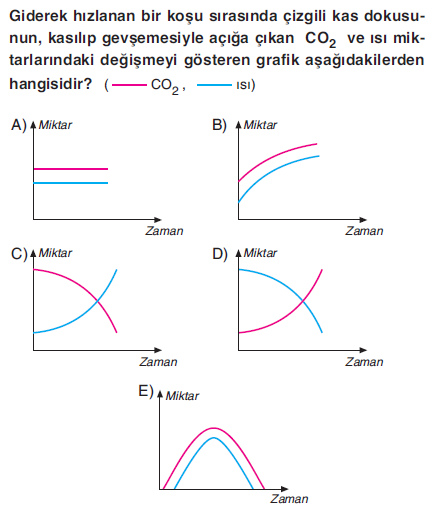 Giderek hızlanan bir koşu sırasında çizgili kas dokusu-
nun, kasılıp gevşemesiyle açığa çıkan CO₂ ve ısı mik-
tarlarındaki değişmeyi gösteren grafik aşağıdakilerden
hangisidir? ( CO₂ , ısı)
A) Miktar
Zaman
B) Miktar
Zaman
C) Miktar
Zaman
D) Miktar
Zaman
E) Miktar
Zaman